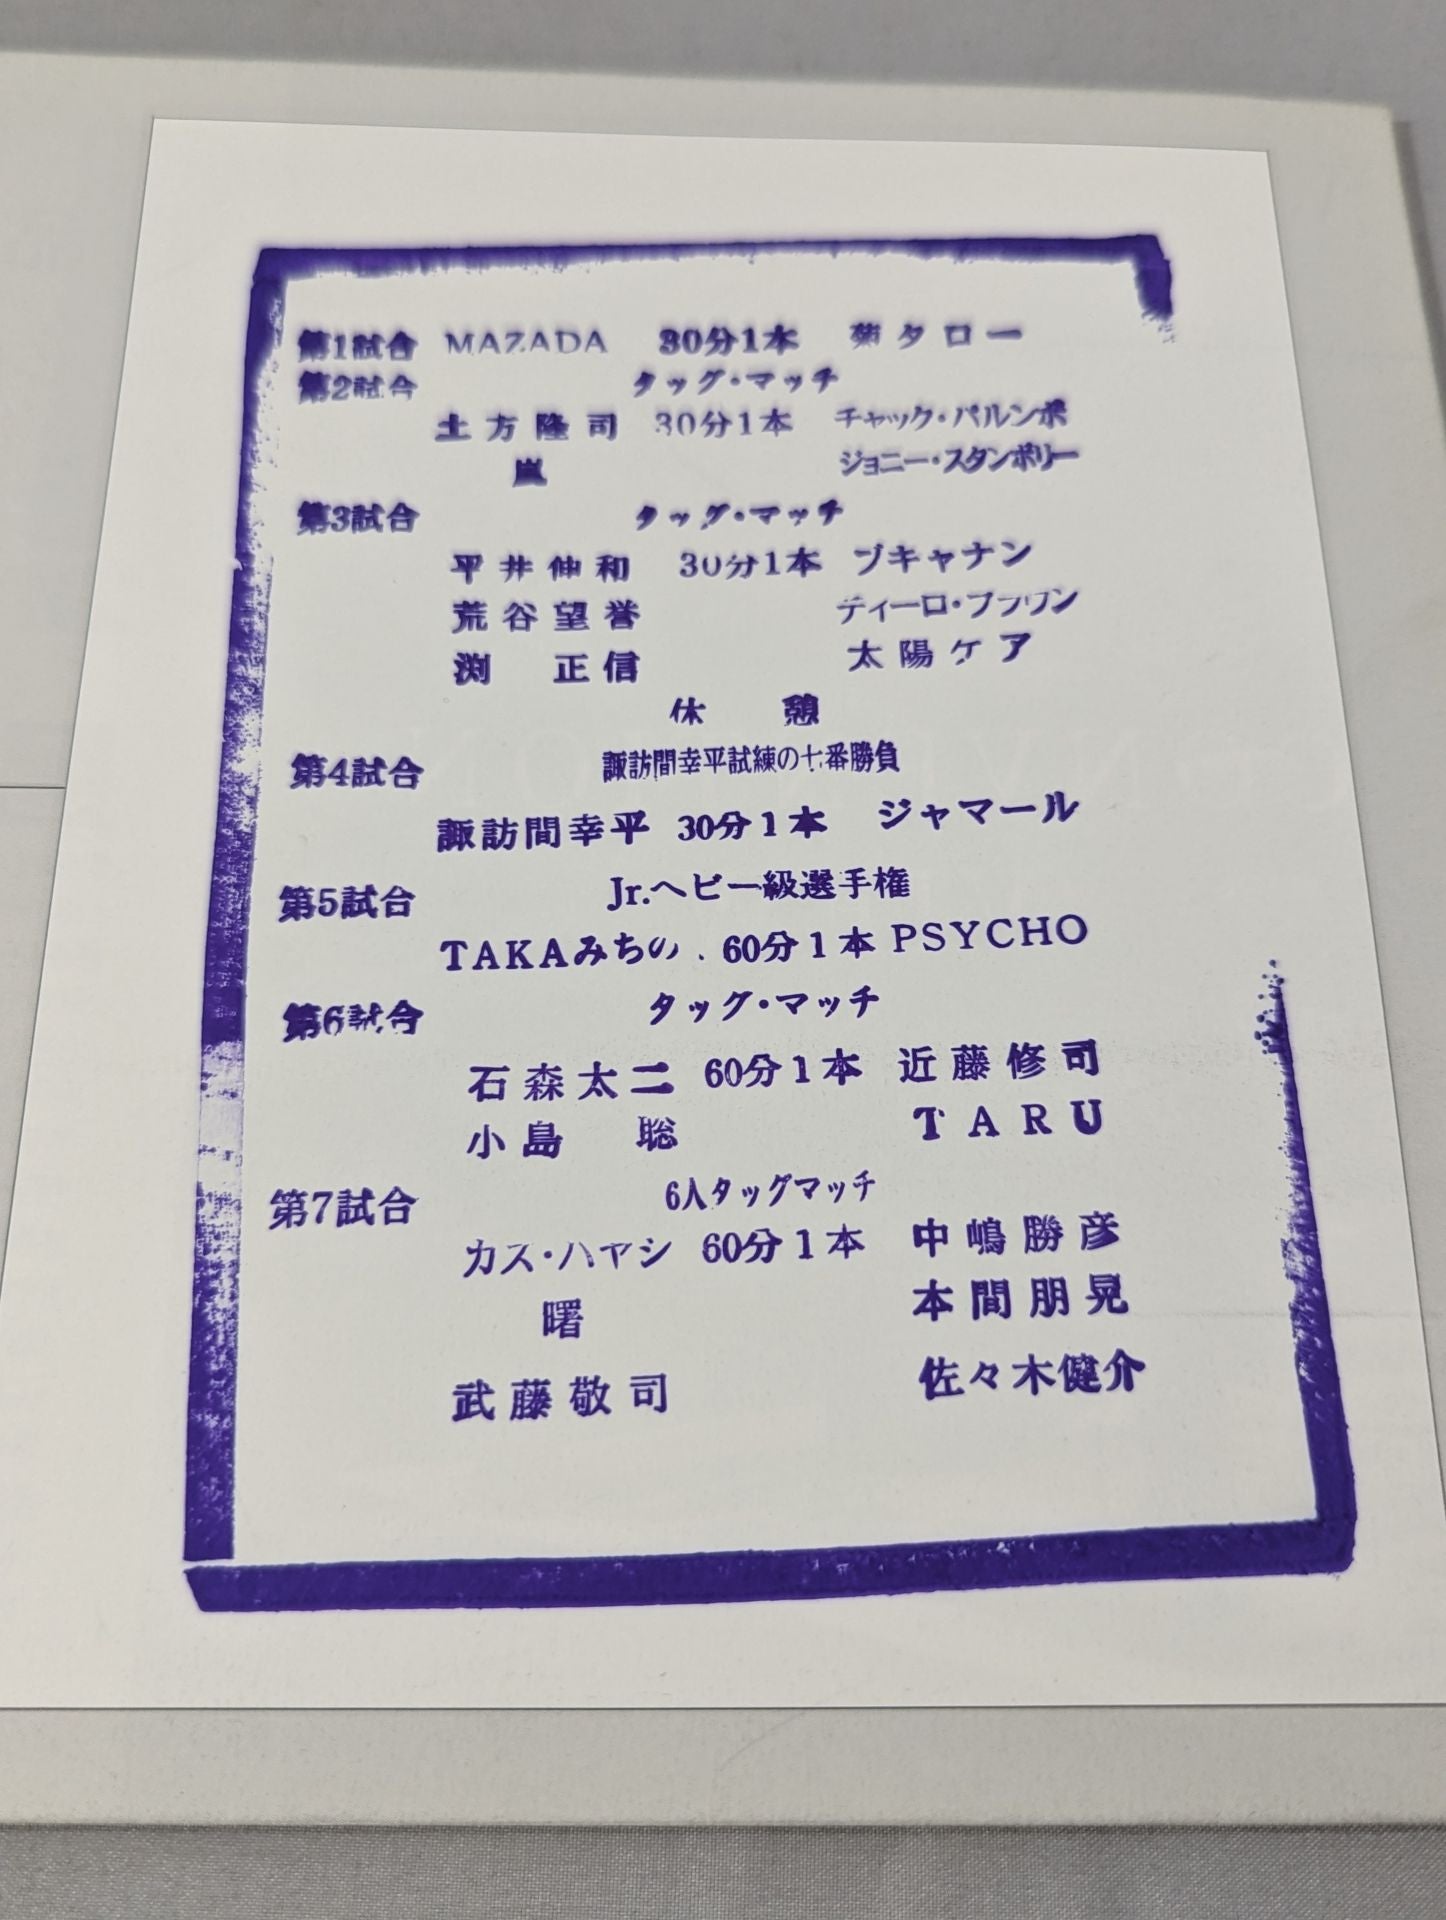 第1試合 MAZADA 30分1本 菊タロー
第2試合 タッグ・マッチ
土方隆司 30分1本 チャック・パルンボ
嵐 ジョニー・スタンボリー
第3試合 タッグ・マッチ
平井伸和 30分1本 ブキャナン
荒谷望誉 ディーロ・ブラウン
渕 正信 太陽ケア
休 憩
第4試合 諏訪間幸平試練の七番勝負
諏訪間幸平 30分1本 ジャマール
第5試合 Jr.ヘビー級選手権
TAKAみちの. 60分1本 PSYCHO
第6試合 タッグ・マッチ
石森太二 60分1本 近藤修司
小島 聡 TARU
第7試合 6人タッグマッチ
カズ・ハヤシ 60分1本 中嶋勝彦
曙 本間朋晃
武藤敬司 佐々木健介